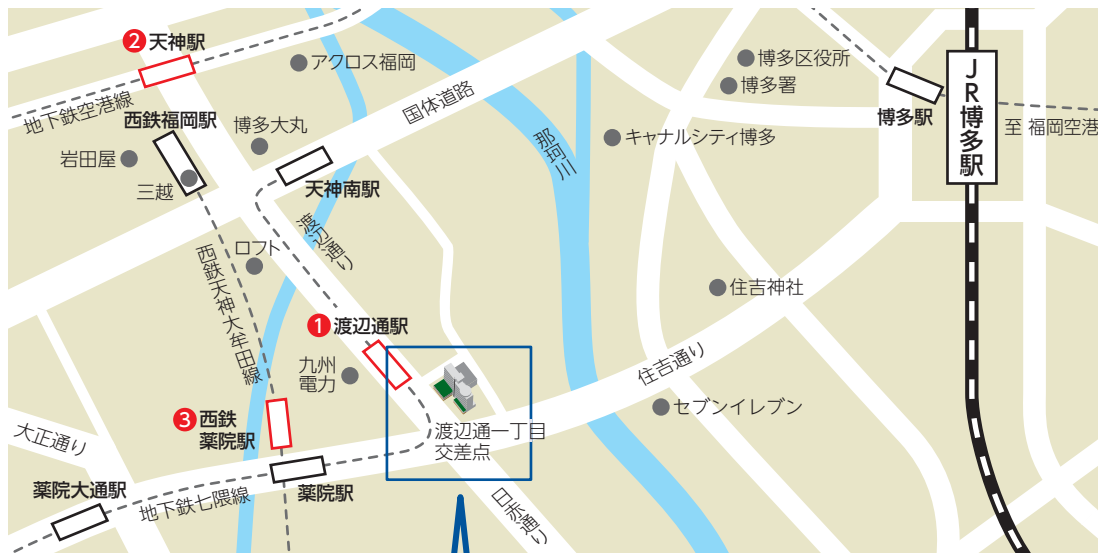 2 天神駅
アクロス福岡
地下鉄空港線
国体道路
西鉄福岡駅
博多大丸
岩田屋
三越
天神南駅
那珂川
博多区役所
博多署
キャナルシティ博多
博多駅
JR博多駅
至 福岡空港
渡辺通り
ロフト
西鉄天神大牟田線
住吉神社
1 渡辺通駅
九州
電力
住吉通り
セブンイレブン
3 西鉄
薬院駅
渡辺通一丁目
交差点
大正通り
薬院大通駅
地下鉄七隈線
薬院駅
日赤通り